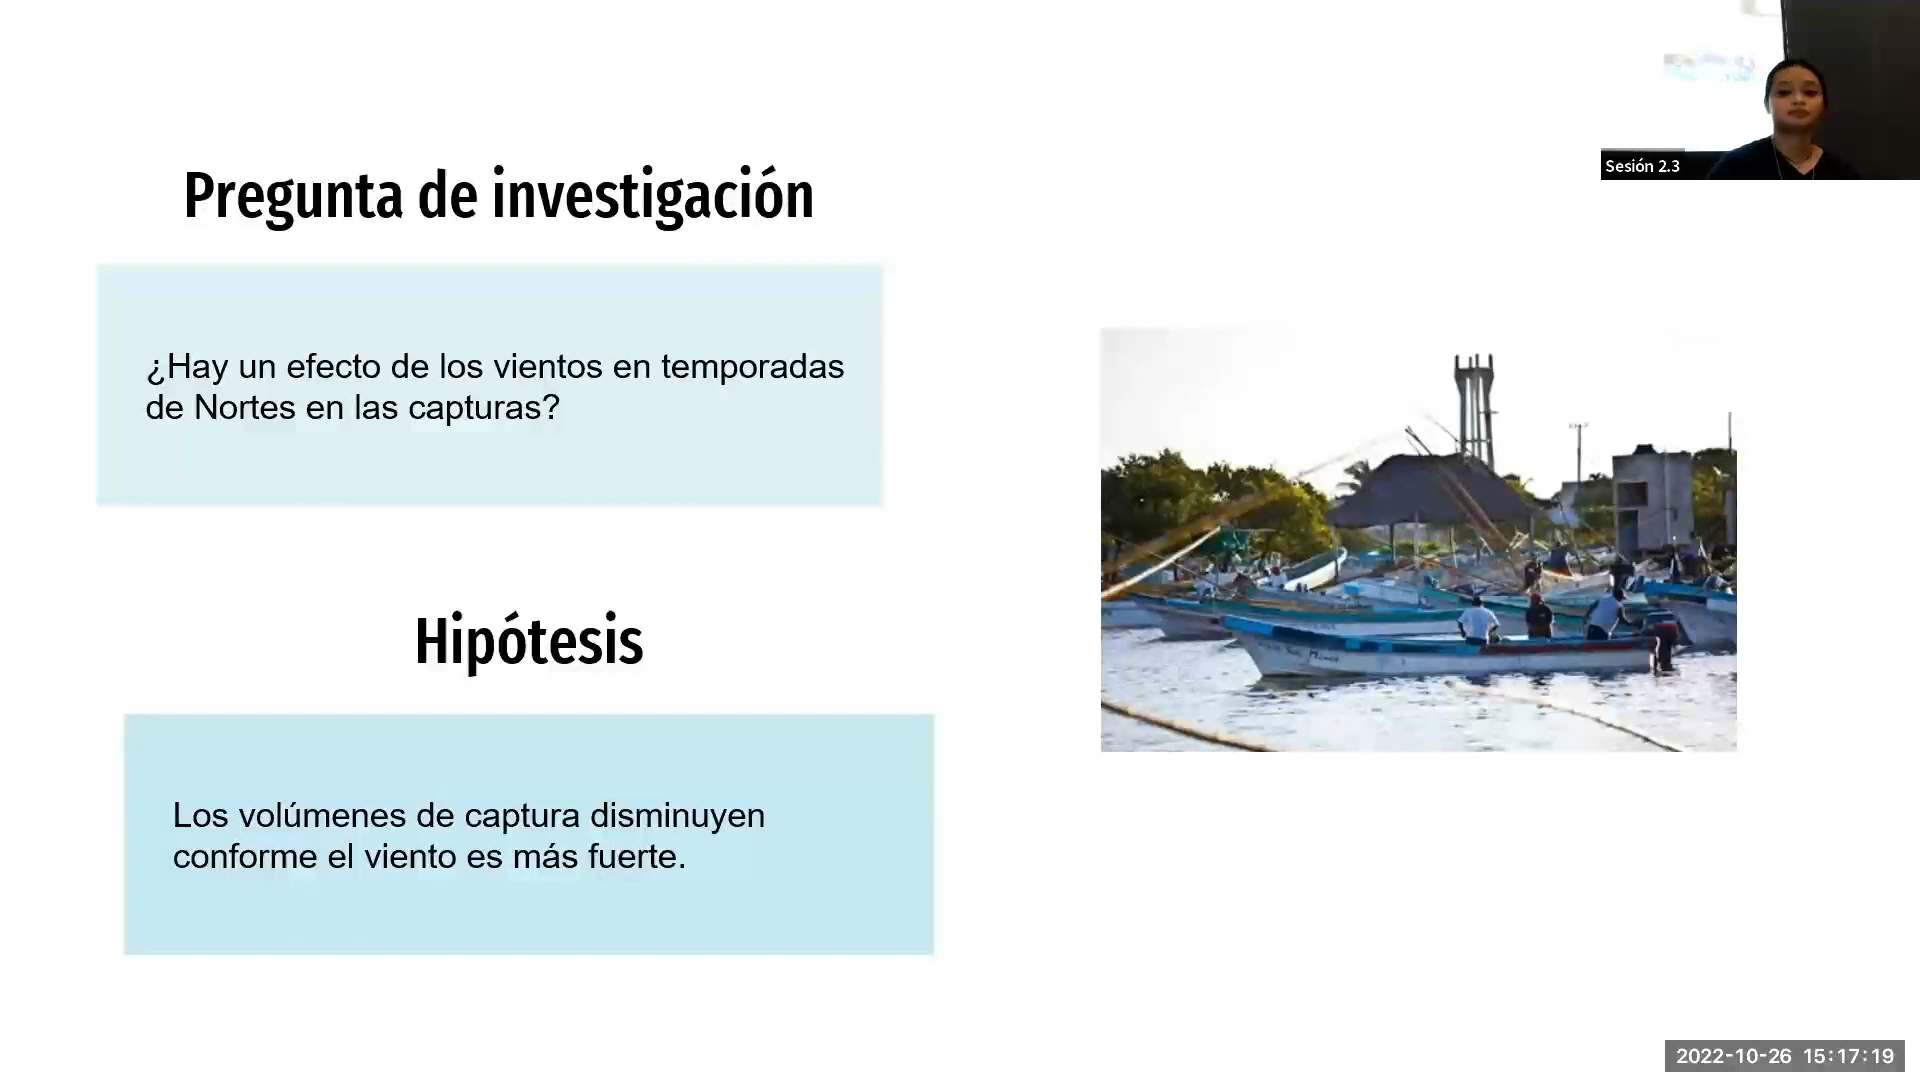 Sesión 2.3
Pregunta de investigación
¿Hay un efecto de los vientos en temporadas
de Nortes en las capturas?
Hipótesis
Los volúmenes de captura disminuyen
conforme el viento es más fuerte.
2022-10-26 15:17:19